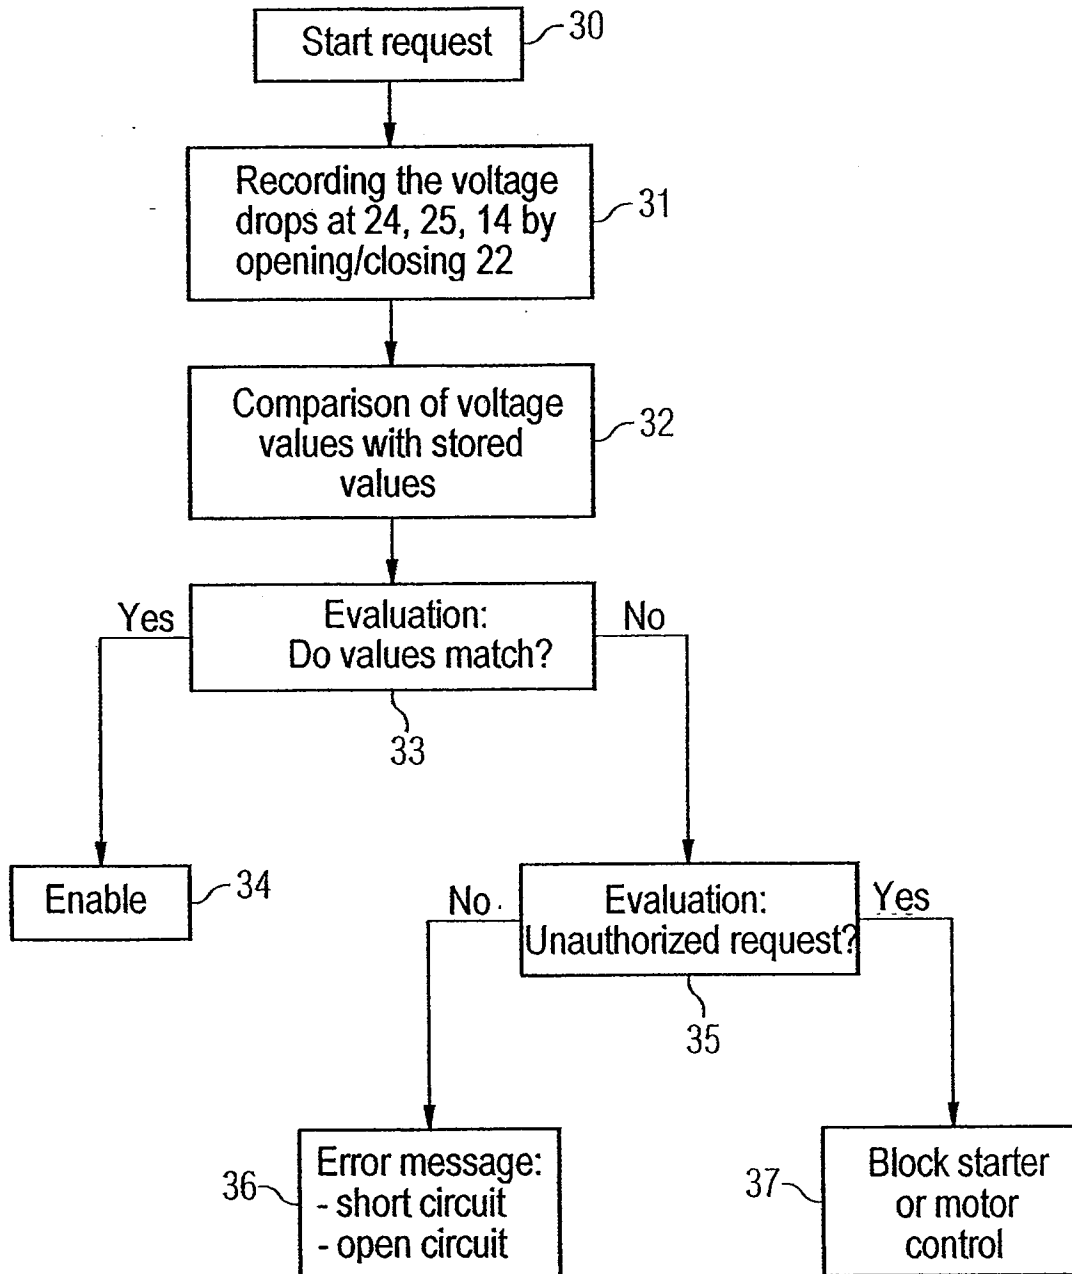 Start request
30
Recording the voltage
drops at 24, 25, 14 by
opening/closing 22
31
Comparison of voltage
values with stored
values
32
Yes
Evaluation:
Do values match?
No
33
Enable
34
No
Evaluation:
Unauthorized request?
Yes
35
36
Error message:
- short circuit
- open circuit
37
Block starter
or motor
control